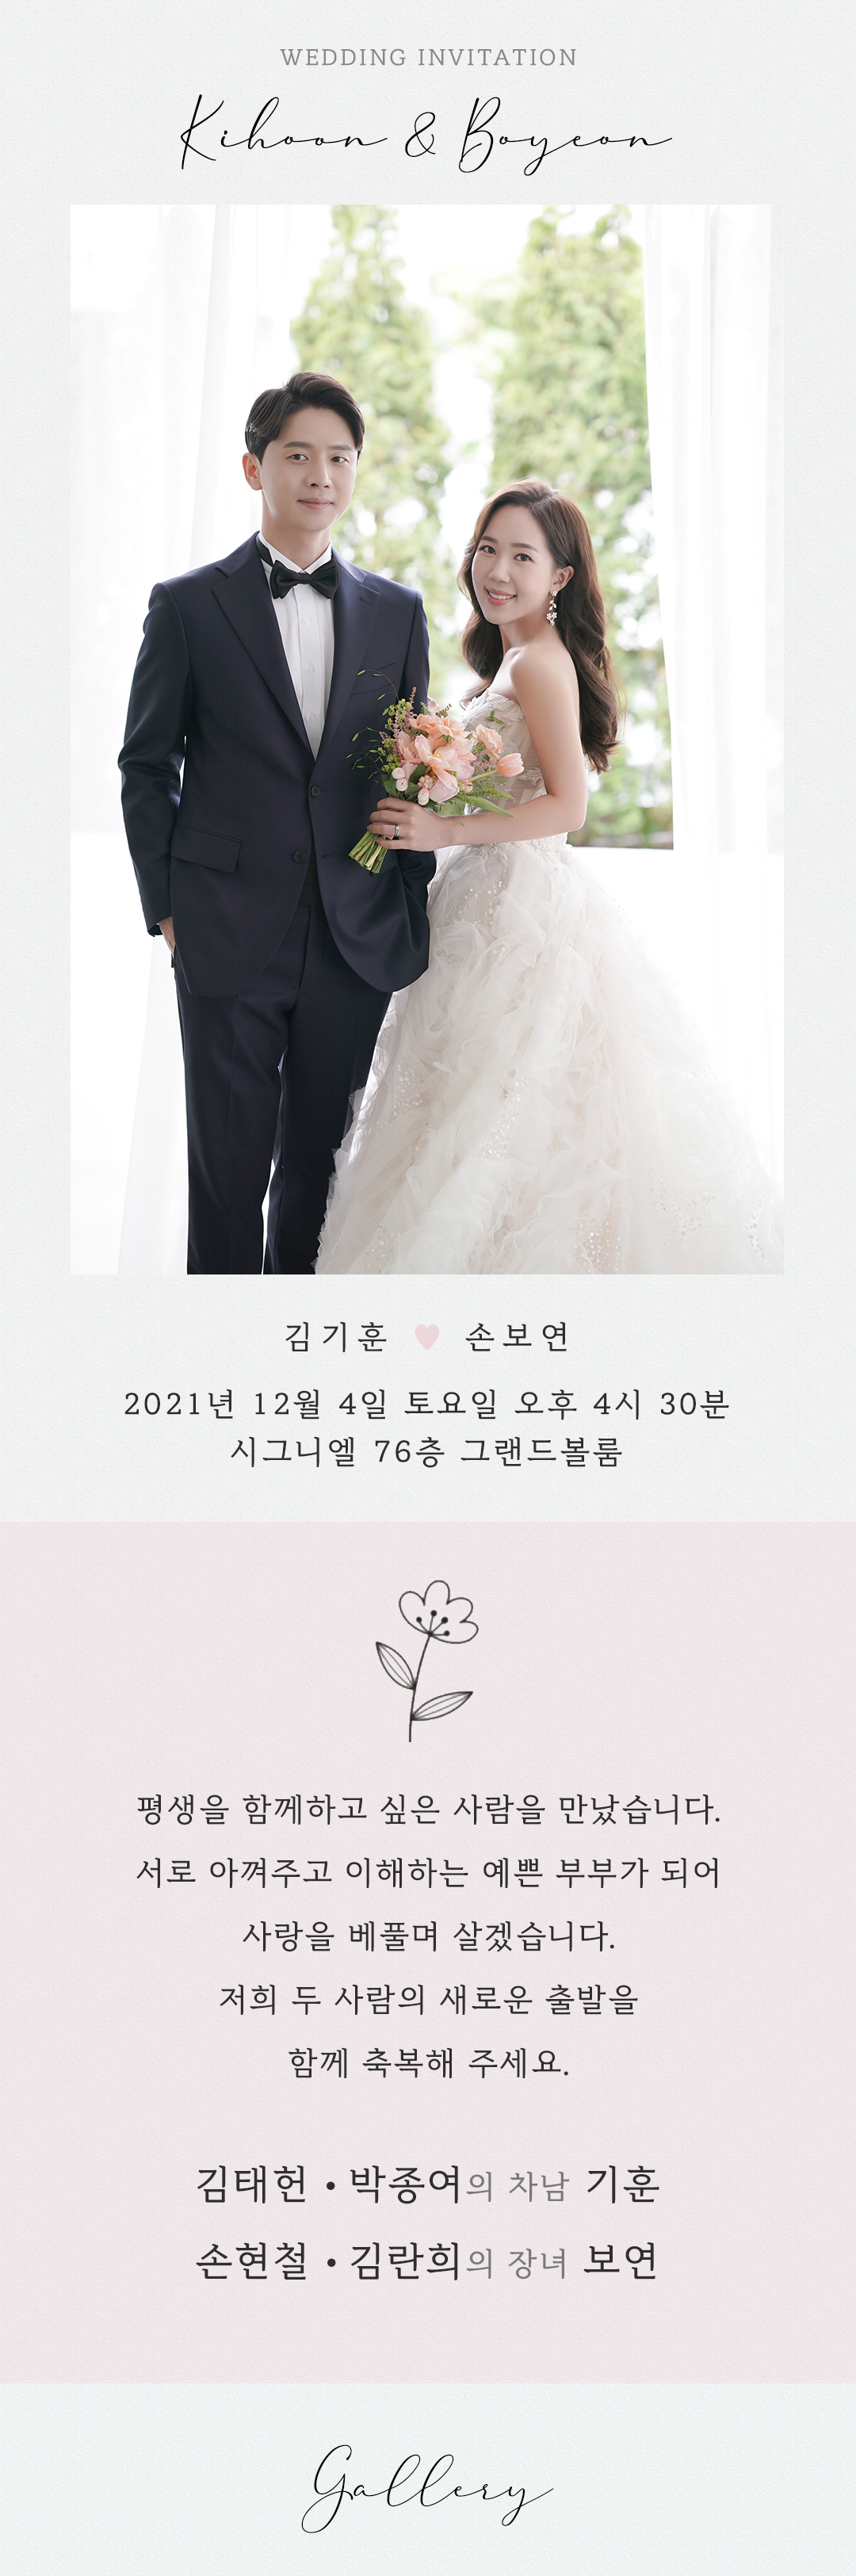 WEDDING INVITATION
Kihoon & Boyeon
김기훈 ♥ 손보연
2021년 12월 4일 토요일 오후 4시 30분
시그니엘 76층 그랜드볼룸
평생을 함께하고 싶은 사람을 만났습니다.
서로 아껴주고 이해하는 예쁜 부부가 되어
사랑을 베풀며 살겠습니다.
저희 두 사람의 새로운 출발을
함께 축복해 주세요.
김태헌 • 박종여의 차남 기훈
손현철 • 김란희의 장녀 보연
Gallery